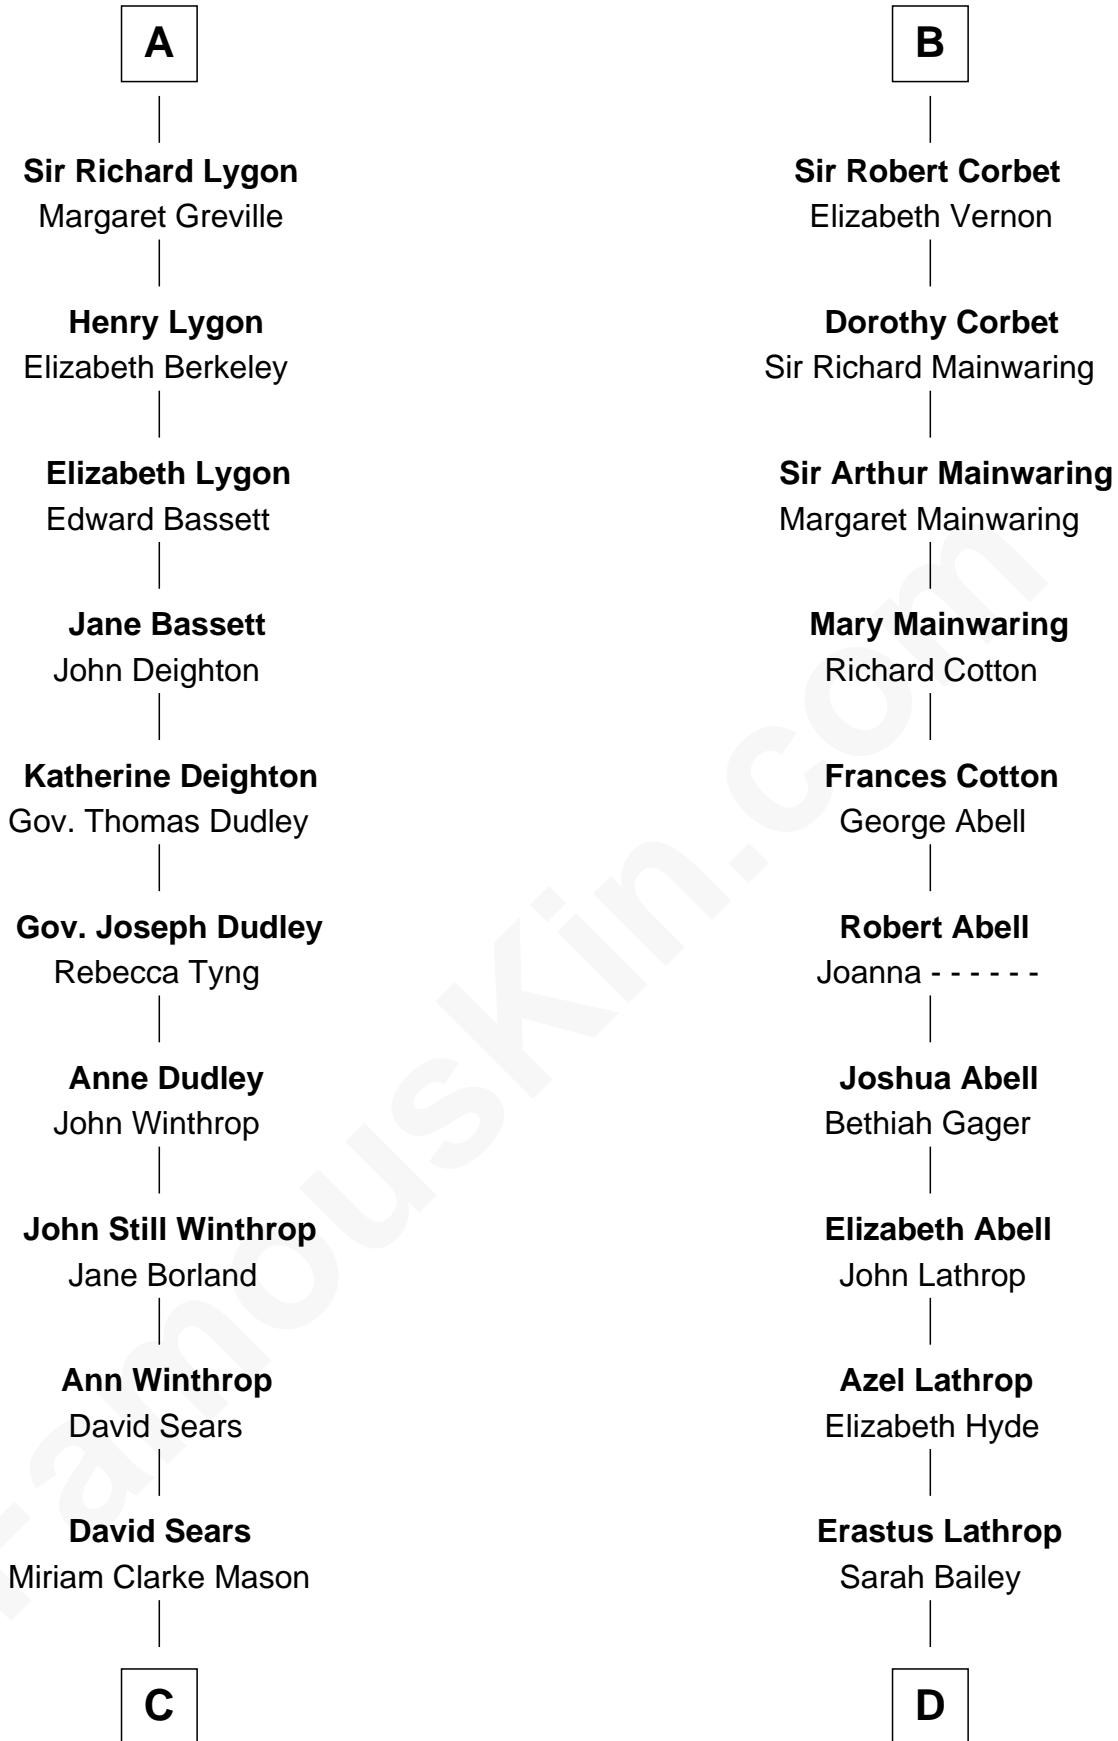 A
Sir Richard Lygon
Margaret Greville
Henry Lygon
Elizabeth Berkeley
Elizabeth Lygon
Edward Bassett
Jane Bassett
John Deighton
Katherine Deighton
Gov. Thomas Dudley
Gov. Joseph Dudley
Rebecca Tyng
Anne Dudley
John Winthrop
John Still Winthrop
Jane Borland
Ann Winthrop
David Sears
David Sears
Miriam Clarke Mason
C
B
Sir Robert Corbet
Elizabeth Vernon
Dorothy Corbet
Sir Richard Mainwaring
Sir Arthur Mainwaring
Margaret Mainwaring
Mary Mainwaring
Richard Cotton
Frances Cotton
George Abell
Robert Abell
Joanna - - - - - -
Joshua Abell
Bethiah Gager
Elizabeth Abell
John Lathrop
Azel Lathrop
Elizabeth Hyde
Erastus Lathrop
Sarah Bailey
D
FamousKin.com